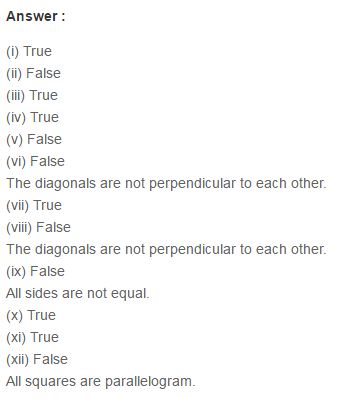 Answer :
(i) True
(ii) False
(iii) True
(iv) True
(v) False
(vi) False
The diagonals are not perpendicular to each other.
(vii) True
(viii) False
The diagonals are not perpendicular to each other.
(ix) False
All sides are not equal.
(x) True
(xi) True
(xii) False
All squares are parallelogram.